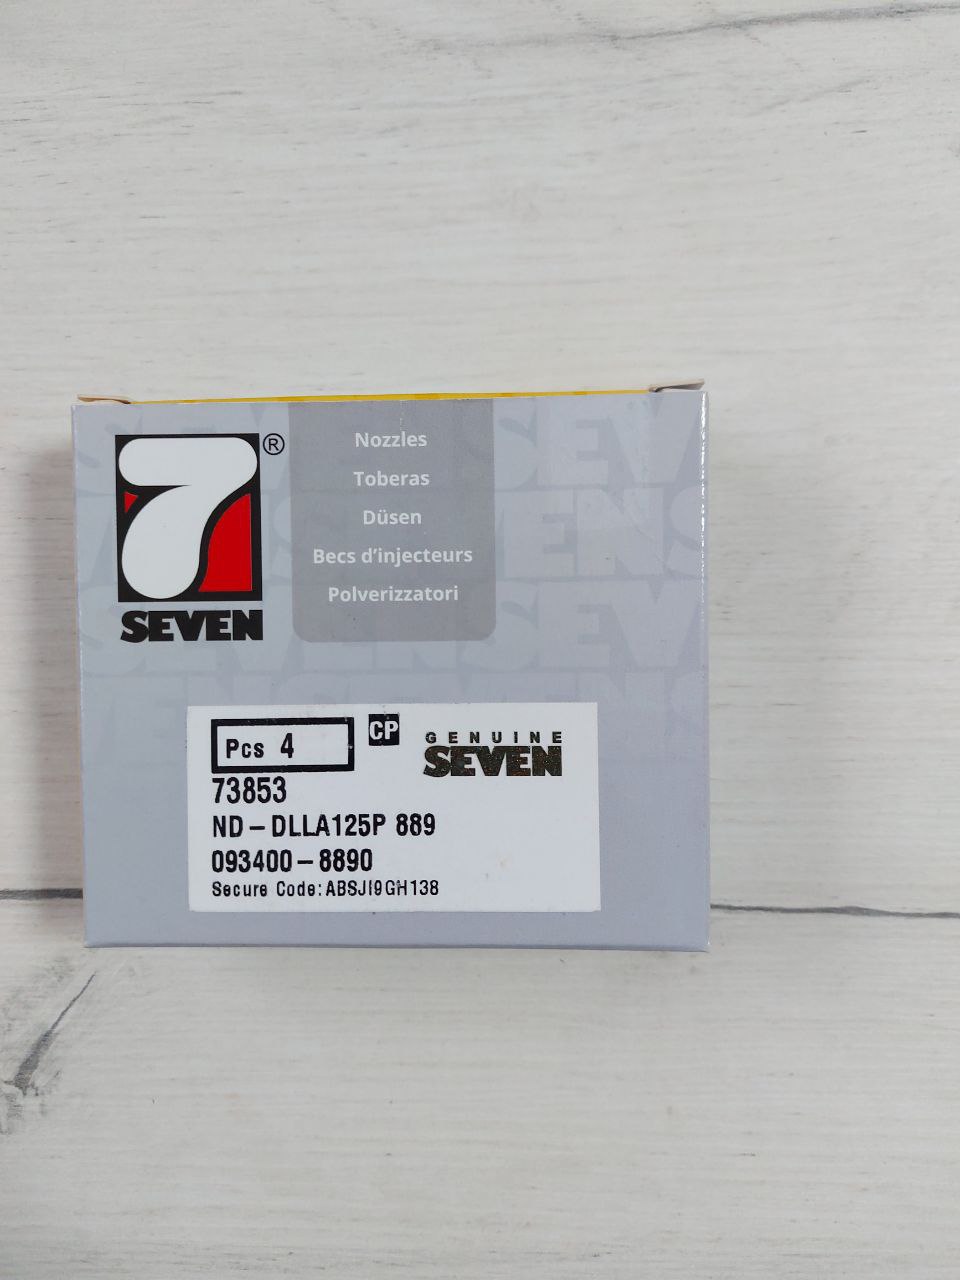 7®
SEVEN
Nozzles
Toberas
Düsen
Becs d’injecteurs
Polverizzatori
Pcs 4
CP
GENUINE
SEVEN
73853
ND – DLLA125P 889
093400 – 8890
Secure Code: ABSJI9GH138